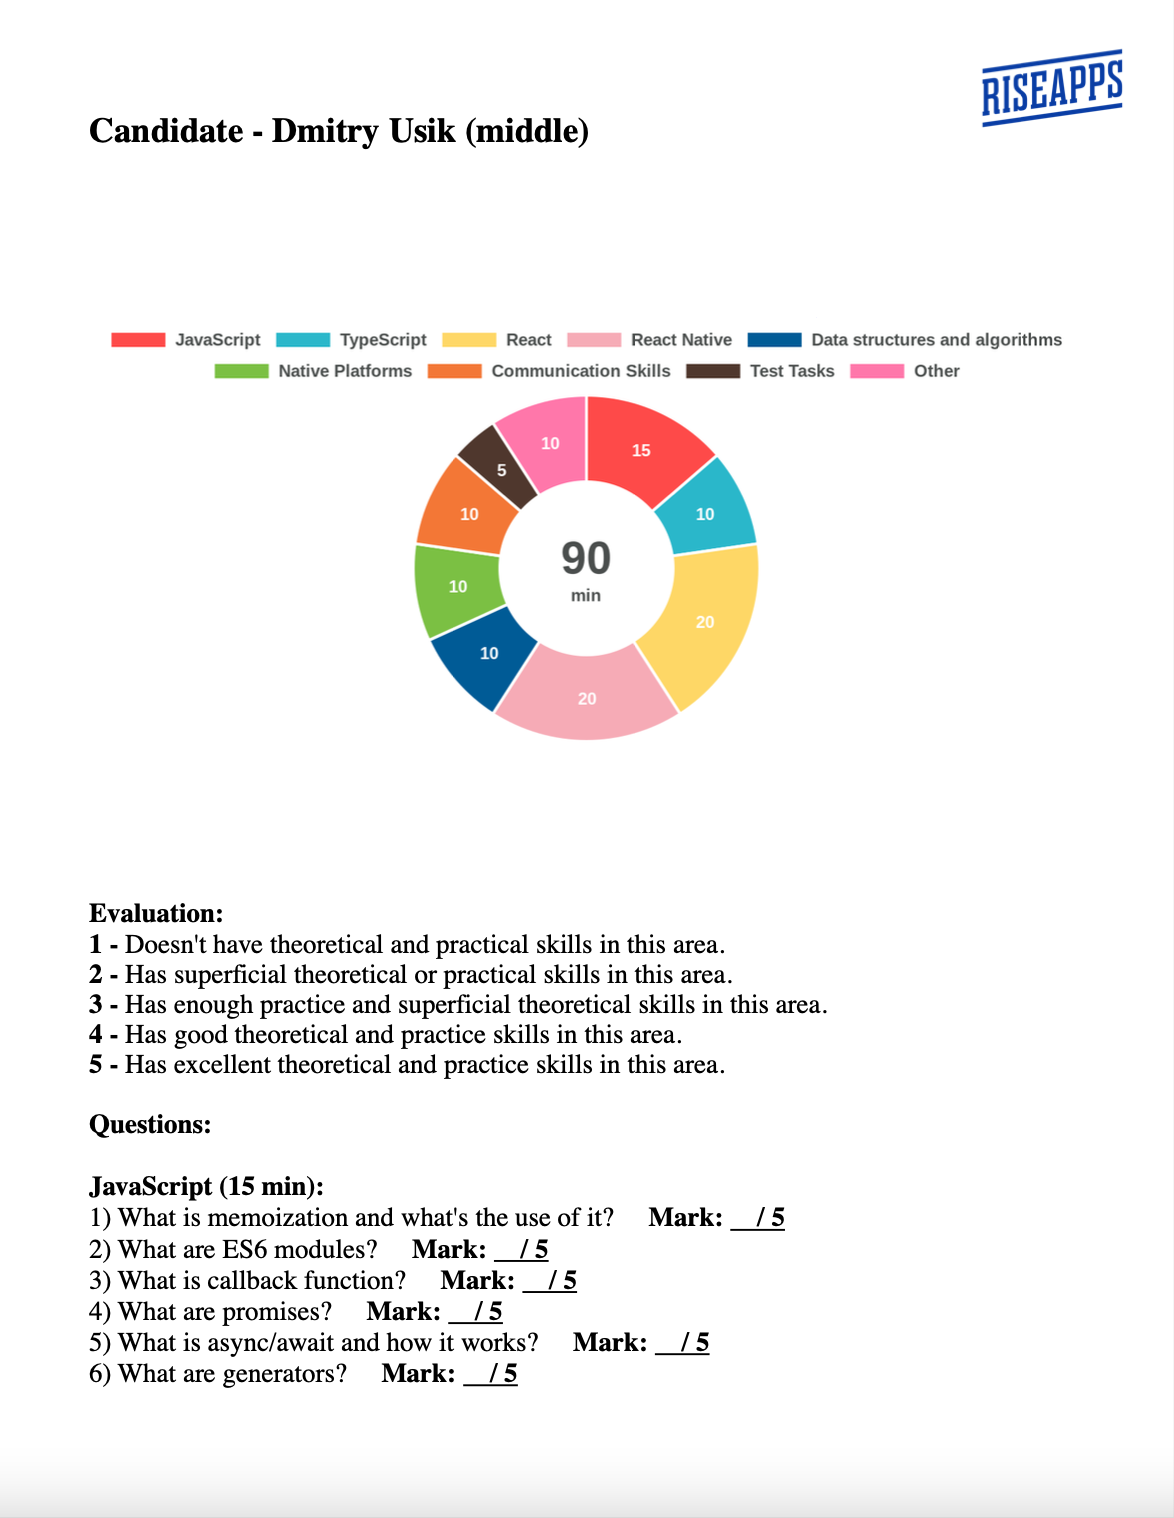 RISEAPPS
Candidate - Dmitry Usik (middle)
JavaScript TypeScript React React Native Data structures and algorithms
Native Platforms Communication Skills Test Tasks Other
10 15
5
10 10
90
min
10
20
10
20
Evaluation:
1 - Doesn't have theoretical and practical skills in this area.
2 - Has superficial theoretical or practical skills in this area.
3 - Has enough practice and superficial theoretical skills in this area.
4 - Has good theoretical and practice skills in this area.
5 - Has excellent theoretical and practice skills in this area.
Questions:
JavaScript (15 min):
1) What is memoization and what's the use of it? Mark: __/ 5
2) What are ES6 modules? Mark: __/ 5
3) What is callback function? Mark: __/ 5
4) What are promises? Mark: __/ 5
5) What is async/await and how it works? Mark: __/ 5
6) What are generators? Mark: __/ 5